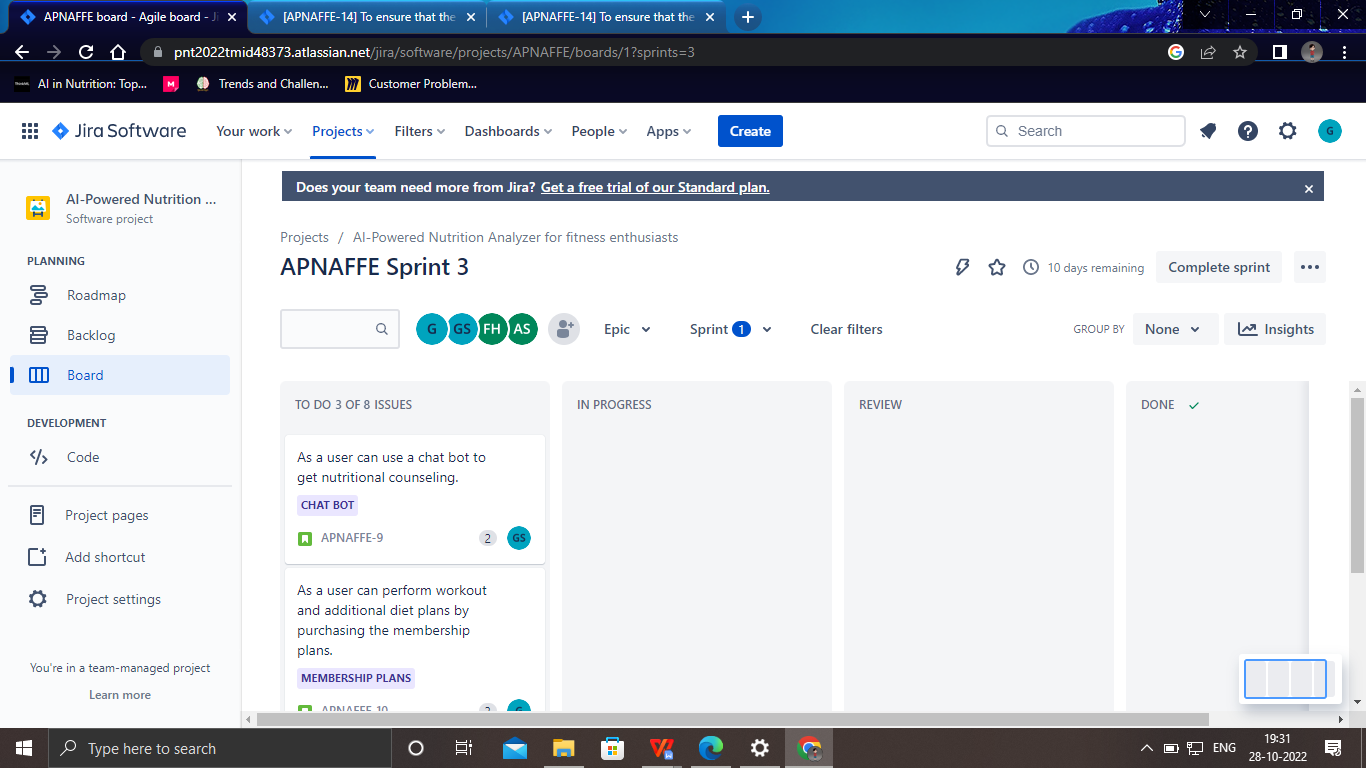 APNAFFE board - Agile board - Ji
[APNAFFE-14] To ensure that the
[APNAFFE-14] To ensure that the
pnt2022tmid48373.atlassian.net/jira/software/projects/APNAFFE/boards/1?sprints=3
AI in Nutrition: Top...
Trends and Challen...
Customer Problem...
Jira Software
Your work
Projects
Filters
Dashboards
People
Apps
Create
Search
G
AI-Powered Nutrition ...
Software project
PLANNING
Roadmap
Backlog
Board
DEVELOPMENT
Code
Project pages
Add shortcut
Project settings
You're in a team-managed project
Learn more
Does your team need more from Jira? Get a free trial of our Standard plan.
Projects / AI-Powered Nutrition Analyzer for fitness enthusiasts
APNAFFE Sprint 3
10 days remaining
Complete sprint
G GS FH AS
Epic
Sprint 1
Clear filters
GROUP BY
None
Insights
TO DO 3 OF 8 ISSUES
As a user can use a chat bot to
get nutritional counseling.
CHAT BOT
APNAFFE-9 2 GS
As a user can perform workout
and additional diet plans by
purchasing the membership
plans.
MEMBERSHIP PLANS
APNAFFE-10 2 G
IN PROGRESS
REVIEW
DONE
Type here to search
ENG
19:31
28-10-2022